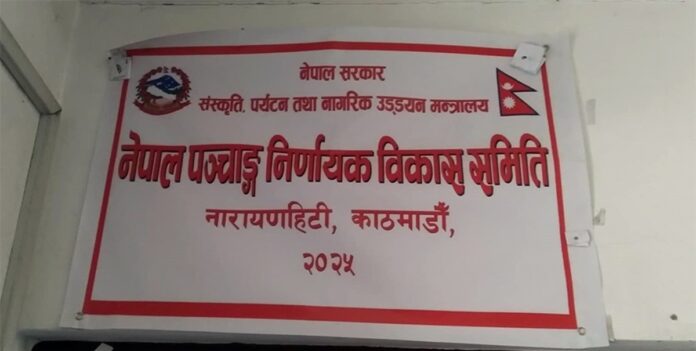 नेपाल सरकार
संस्कृति, पर्यटन तथा नागरिक उड्डयन मन्त्रालय
नेपाल पञ्चाङ्ग निर्णायक विकास समिति
नारायणहिटी, काठमाडौँ,
२०२५